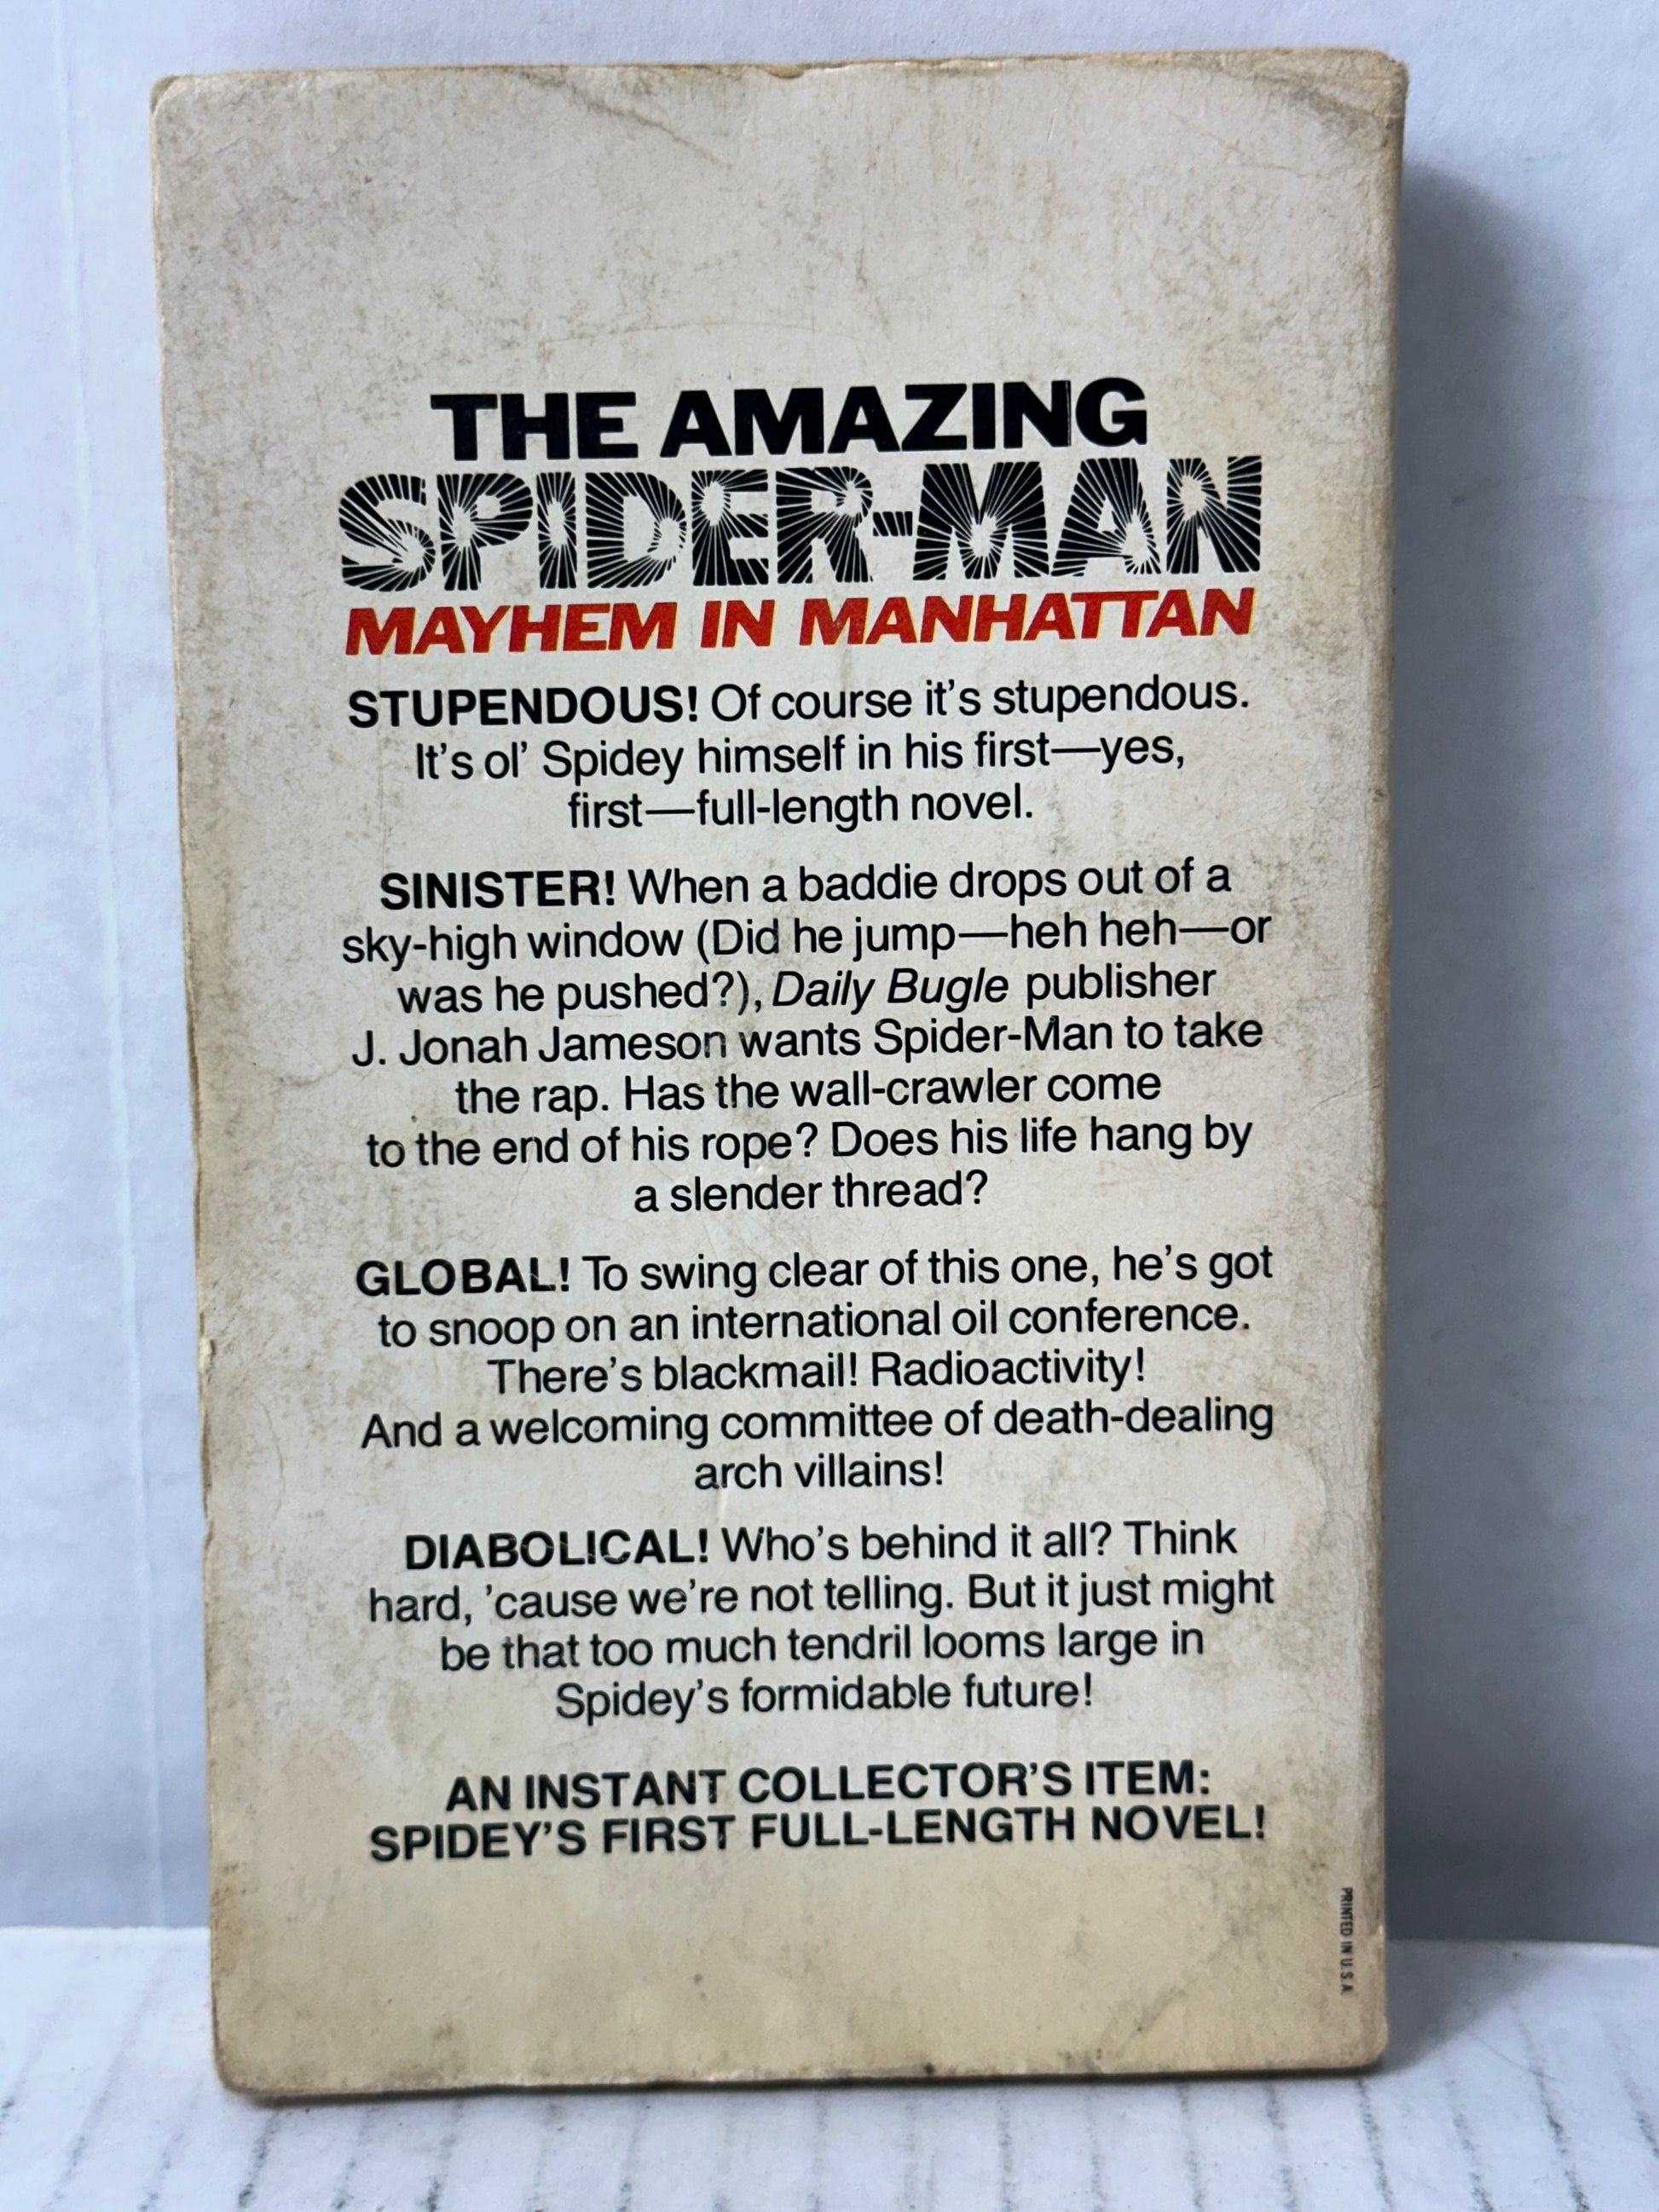 THE AMAZING
SPIDER-MAN
MAYHEM IN MANHATTAN
STUPENDOUS! Of course it's stupendous.
It's ol' Spidey himself in his first—yes,
first—full-length novel.
SINISTER! When a baddie drops out of a
sky-high window (Did he jump—heh heh—or
was he pushed?), Daily Bugle publisher
J. Jonah Jameson wants Spider-Man to take
the rap. Has the wall-crawler come
to the end of his rope? Does his life hang by
a slender thread?
GLOBAL! To swing clear of this one, he's got
to snoop on an international oil conference.
There's blackmail! Radioactivity!
And a welcoming committee of death-dealing
arch villains!
DIABOLICAL! Who's behind it all? Think
hard, 'cause we're not telling. But it just might
be that too much tendril looms large in
Spidey's formidable future!
AN INSTANT COLLECTOR'S ITEM:
SPIDEY'S FIRST FULL-LENGTH NOVEL!
PRINTED IN U.S.A.